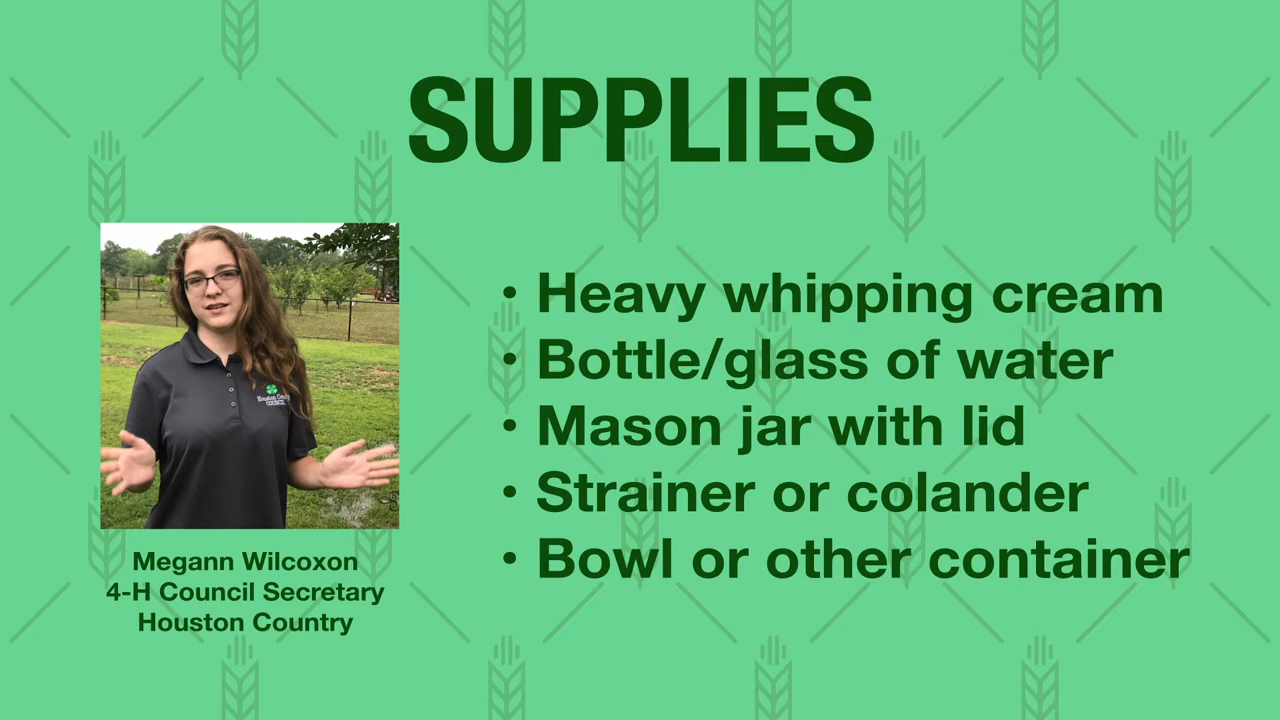 SUPPLIES
• Heavy whipping cream
• Bottle/glass of water
• Mason jar with lid
• Strainer or colander
• Bowl or other container
COUNCIL
Megann Wilcoxon
4-H Council Secretary
Houston Country